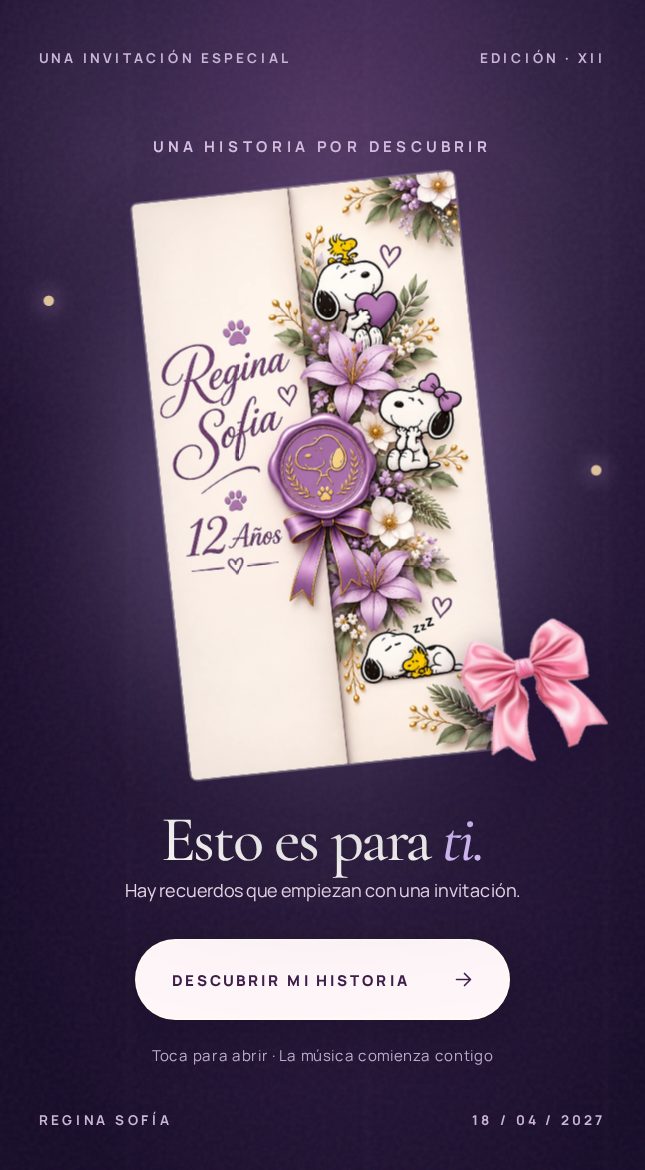 UNA INVITACIÓN ESPECIAL
EDICIÓN · XII
UNA HISTORIA POR DESCUBRIR
Regina
Sofia
12 Años
zzZ
Esto es para ti.
Hay recuerdos que empiezan con una invitación.
DESCUBRIR MI HISTORIA →
Toca para abrir · La música comienza contigo
REGINA SOFÍA
18 / 04 / 2027